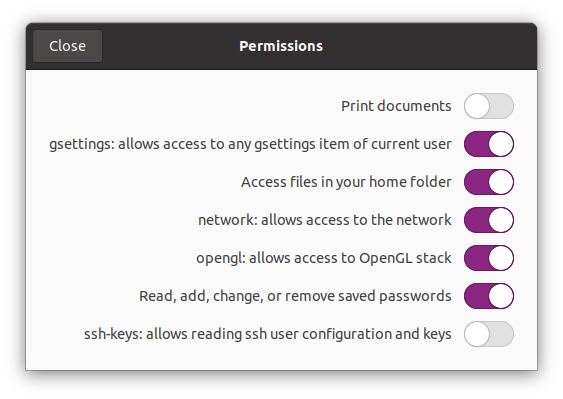 Close
Permissions
Print documents
gsettings: allows access to any gsettings item of current user
Access files in your home folder
network: allows access to the network
opengl: allows access to OpenGL stack
Read, add, change, or remove saved passwords
ssh-keys: allows reading ssh user configuration and keys